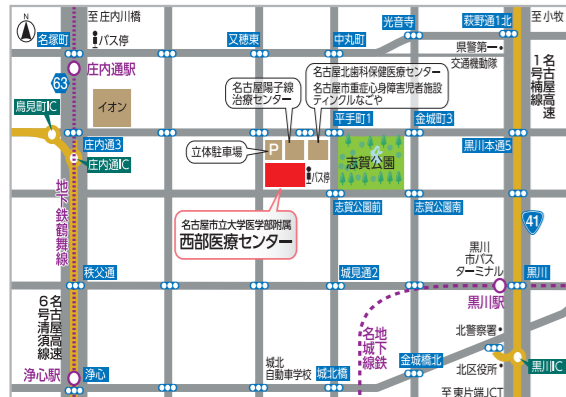 N
至庄内川橋
名塚町
バス停
又穂東
中丸町
光音寺
萩野通1北
至小牧
県警第一
交通機動隊
名古屋高速
1号楠線
庄内通駅
63
イオン
鳥見町IC
庄内通3
庄内通IC
名古屋陽子線
治療センター
名古屋北歯科保健医療センター
名古屋市重症心身障害児者施設
ティンクルなごや
平手町1
金城町3
黒川本通5
立体駐車場
P
バス停
志賀公園
地下鉄鶴舞線
名古屋市立大学医学部附属
西部医療センター
志賀公園前
志賀公園南
41
黒川
市バス
ターミナル
秩父通
城見通2
黒川
黒川駅
名古屋高速
6号清須線
地下鉄
名城線
北警察署
金城橋北
城北
自動車学校
城北橋
浄心駅
浄心
北区役所
黒川IC
至東片端JCT